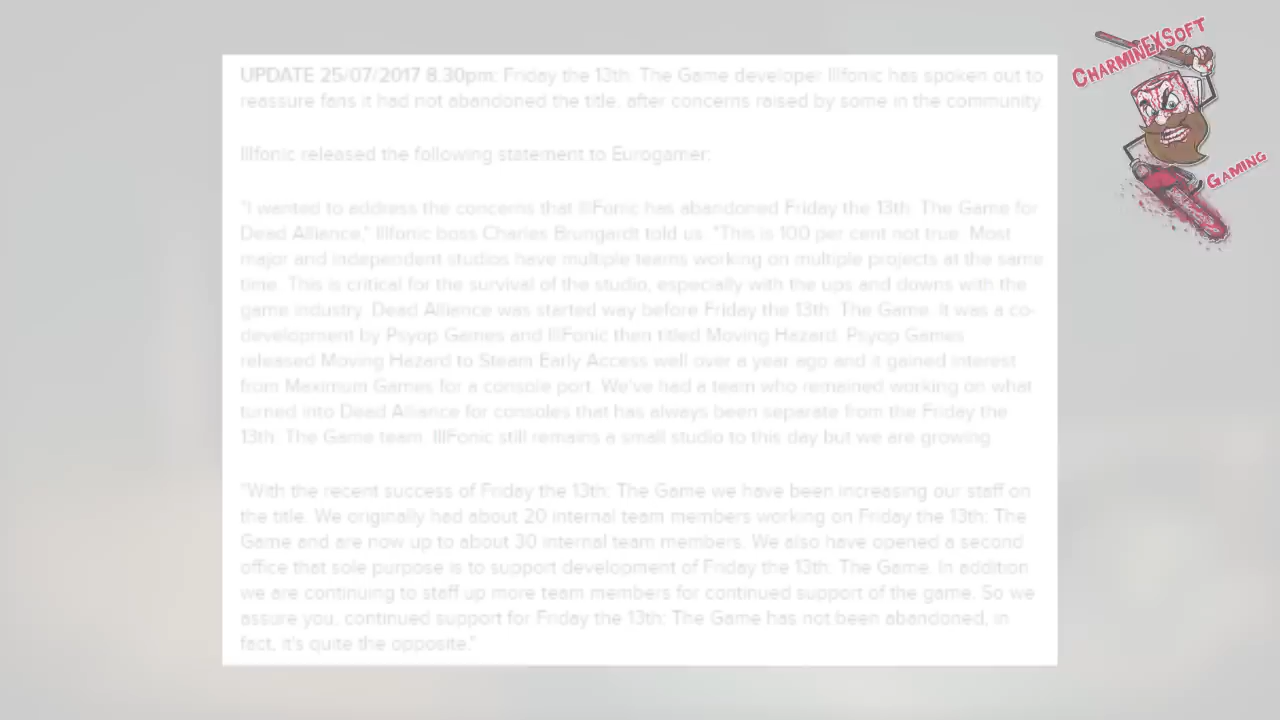 UPDATE 25/07/2017 8.30pm: Friday the 13th: The Game developer Illfonic has spoken out to
reassure fans it had not abandoned the title, after concerns raised by some in the community.
Illfonic released the following statement to Eurogamer:
"I wanted to address the concerns that IllFonic has abandoned Friday the 13th: The Game for
Dead Alliance," Illfonic boss Charles Brungardt told us. "This is 100 per cent not true. Most
major and independent studios have multiple teams working on multiple projects at the same
time. This is critical for the survival of the studio, especially with the ups and downs with the
game industry. Dead Alliance was started way before Friday the 13th: The Game. It was a co-
development by Psyop Games and IllFonic then titled Moving Hazard. Psyop Games
released Moving Hazard to Steam Early Access well over a year ago and it gained interest
from Maximum Games for a console port. We've had a team who remained working on what
turned into Dead Alliance for consoles that has always been separate from the Friday the
13th: The Game team. IllFonic still remains a small studio to this day but we are growing.
"With the recent success of Friday the 13th: The Game we have been increasing our staff on
the title. We originally had about 20 internal team members working on Friday the 13th: The
Game and are now up to about 30 internal team members. We also have opened a second
office that sole purpose is to support development of Friday the 13th: The Game. In addition
we are continuing to staff up more team members for continued support of the game. So we
assure you, continued support for Friday the 13th: The Game has not been abandoned, in
fact, it's quite the opposite."
CHARMINEXSOFT
GAMING